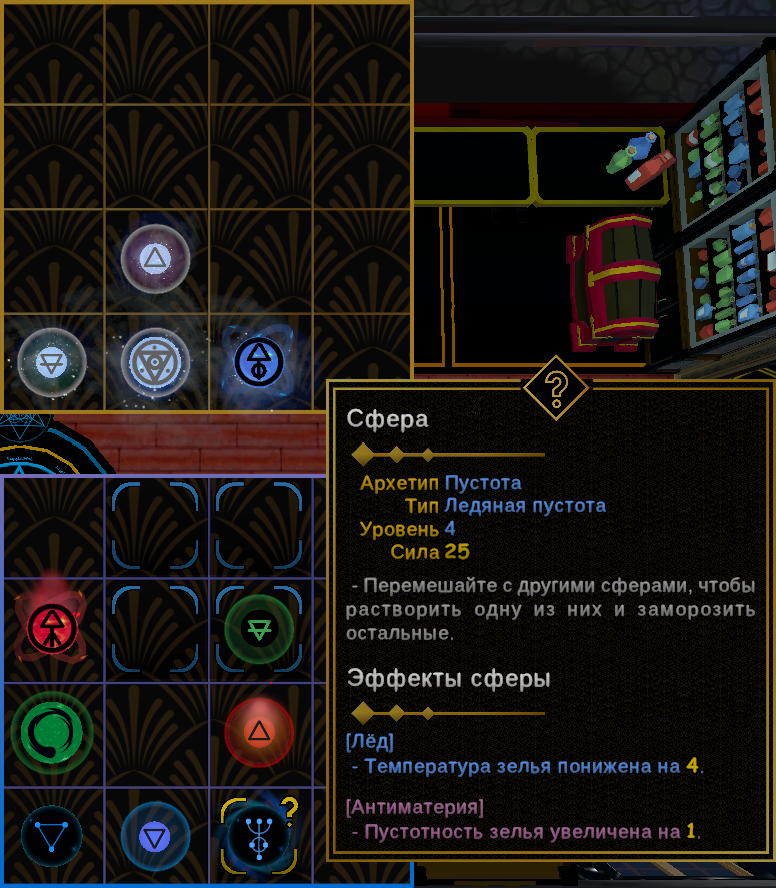 ?
Сфера
Архетип Пустота
Тип Ледяная пустота
Уровень 4
Сила 25
- Перемешайте с другими сферами, чтобы
растворить одну из них и заморозить
остальные.
Эффекты сферы
[Лёд]
- Температура зелья понижена на 4.
[Антиматерия]
- Пустотность зелья увеличена на 1.
?